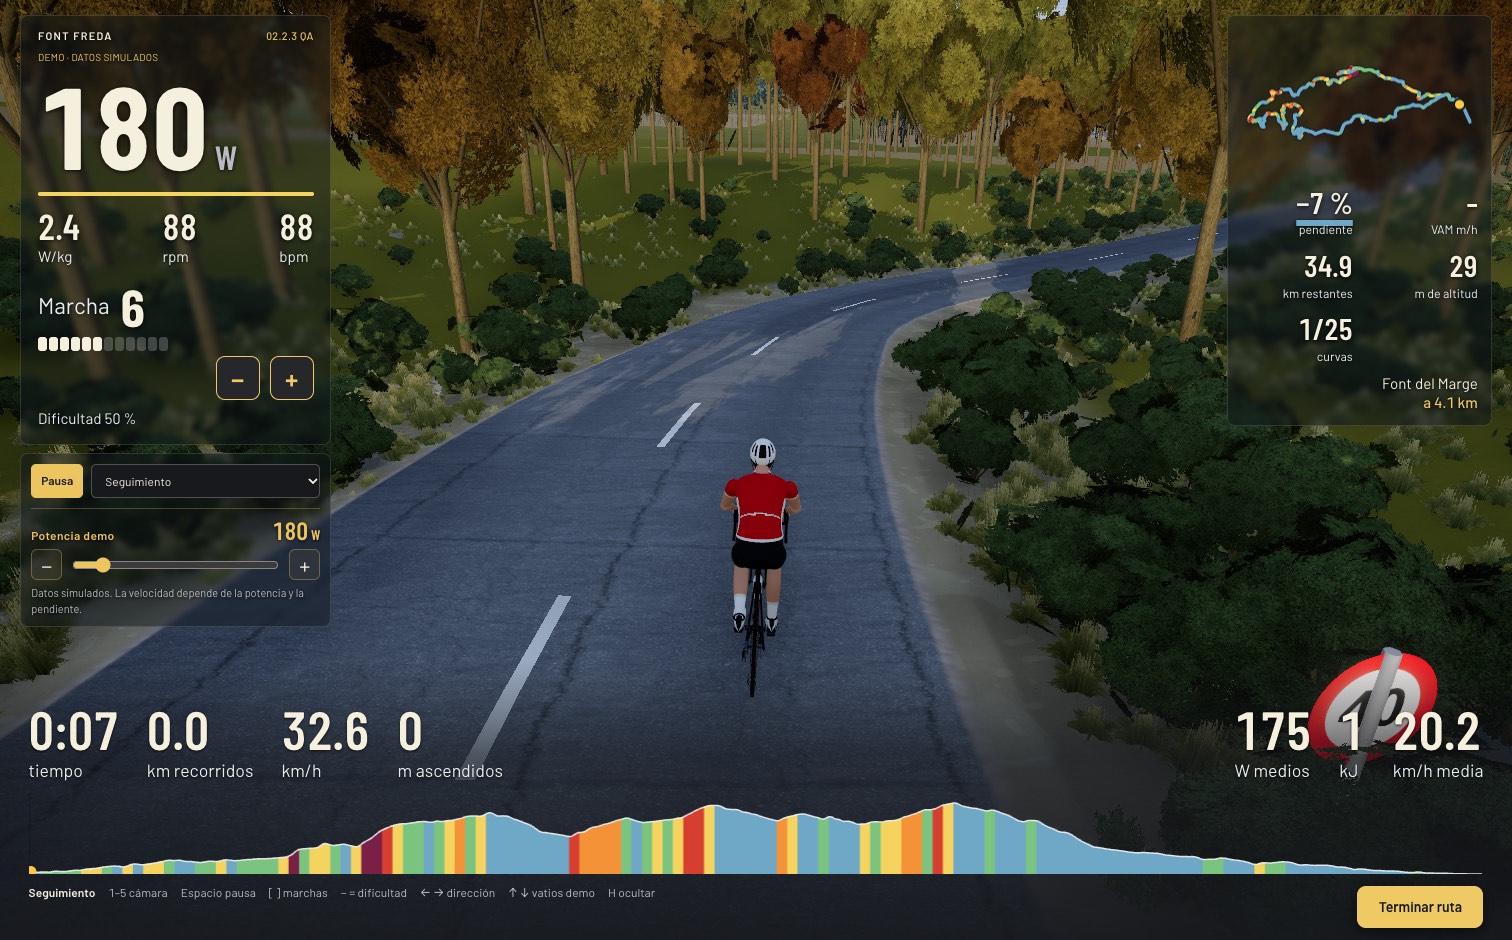 FONT FREDA
02.2.3 QA
DEMO · DATOS SIMULADOS
180 W
2.4 88 88
W/kg rpm bpm
Marcha 6
− +
Dificultad 50 %
Pausa Seguimiento
Potencia demo 180 W
− +
Datos simulados. La velocidad depende de la potencia y la
pendiente.
−7 % –
pendiente VAM m/h
34.9 29
km restantes m de altitud
1/25
curvas
Font del Marge
a 4.1 km
40
0:07 0.0 32.6 0
tiempo km recorridos km/h m ascendidos
175 1 20.2
W medios kJ km/h media
Seguimiento 1–5 cámara Espacio pausa [ ] marchas − = dificultad ← → dirección ↑ ↓ vatios demo H ocultar
Terminar ruta